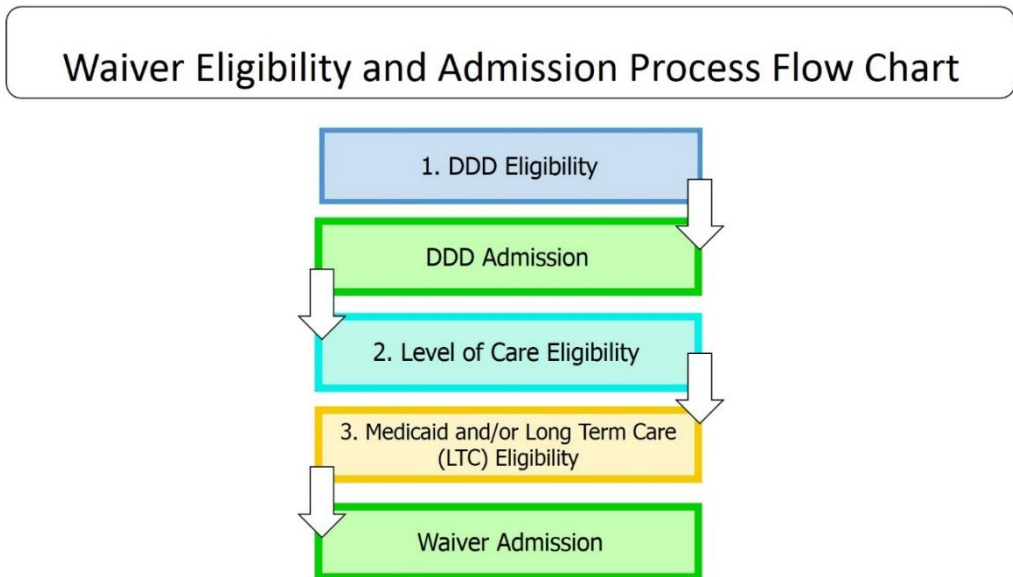 Waiver Eligibility and Admission Process Flow Chart
1. DDD Eligibility
DDD Admission
2. Level of Care Eligibility
3. Medicaid and/or Long Term Care
(LTC) Eligibility
Waiver Admission